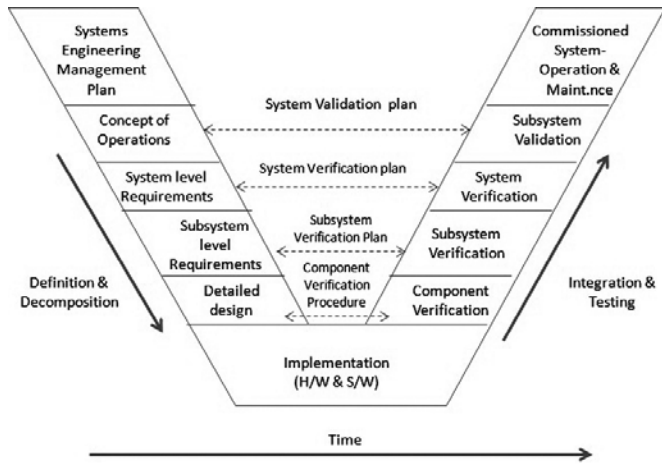 Systems
Engineering
Management
Plan
Concept of
Operations
System level
Requirements
Subsystem
level
Requirements
Detailed
design
Definition &
Decomposition
System Validation plan
System Verification plan
Subsystem
Verification Plan
Component
Verification
Procedure
Implementation
(H/W & S/W)
Commissioned
System-
Operation &
Maint.nce
Subsystem
Validation
System
Verification
Subsystem
Verification
Component
Verification
Integration &
Testing
Time